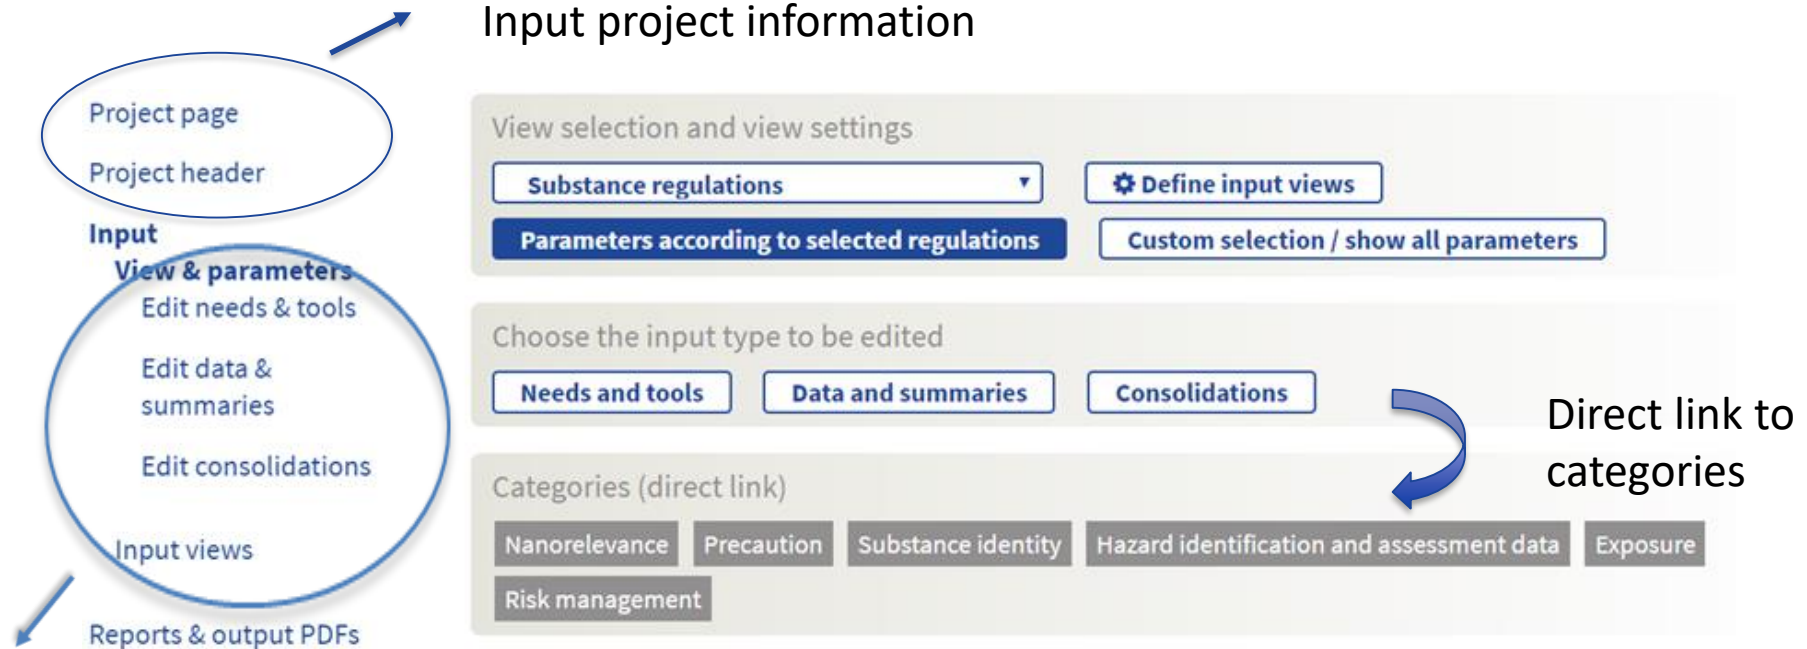 Input project information
Project page
Project header
Input
View & parameters
Edit needs & tools
Edit data &
summaries
Edit consolidations
Input views
Reports & output PDFs
View selection and view settings
Substance regulations
Define input views
Parameters according to selected regulations
Custom selection / show all parameters
Choose the input type to be edited
Needs and tools
Data and summaries
Consolidations
Direct link to
categories
Categories (direct link)
Nanorelevance
Precaution
Substance identity
Hazard identification and assessment data
Exposure
Risk management